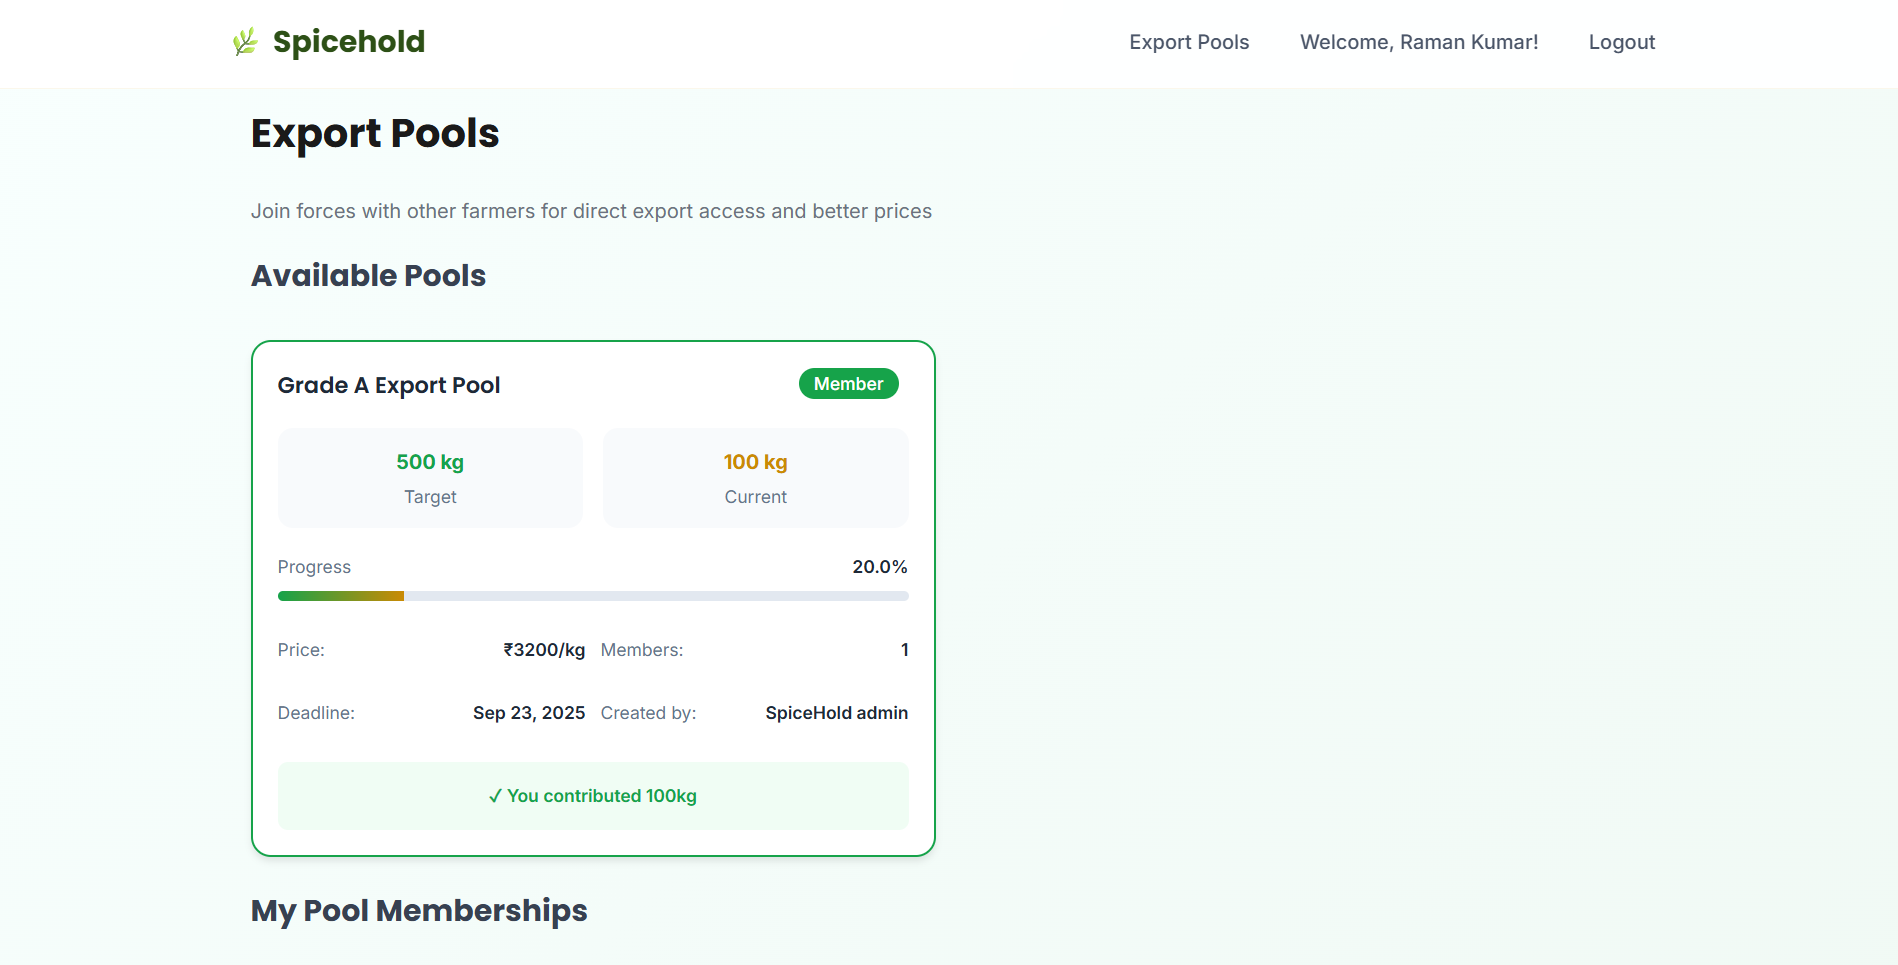 Spicehold
Export Pools Welcome, Raman Kumar! Logout
Export Pools
Join forces with other farmers for direct export access and better prices
Available Pools
Grade A Export Pool
Member
500 kg
Target
100 kg
Current
Progress 20.0%
Price: ₹3200/kg Members: 1
Deadline: Sep 23, 2025 Created by: SpiceHold admin
✓ You contributed 100kg
My Pool Memberships